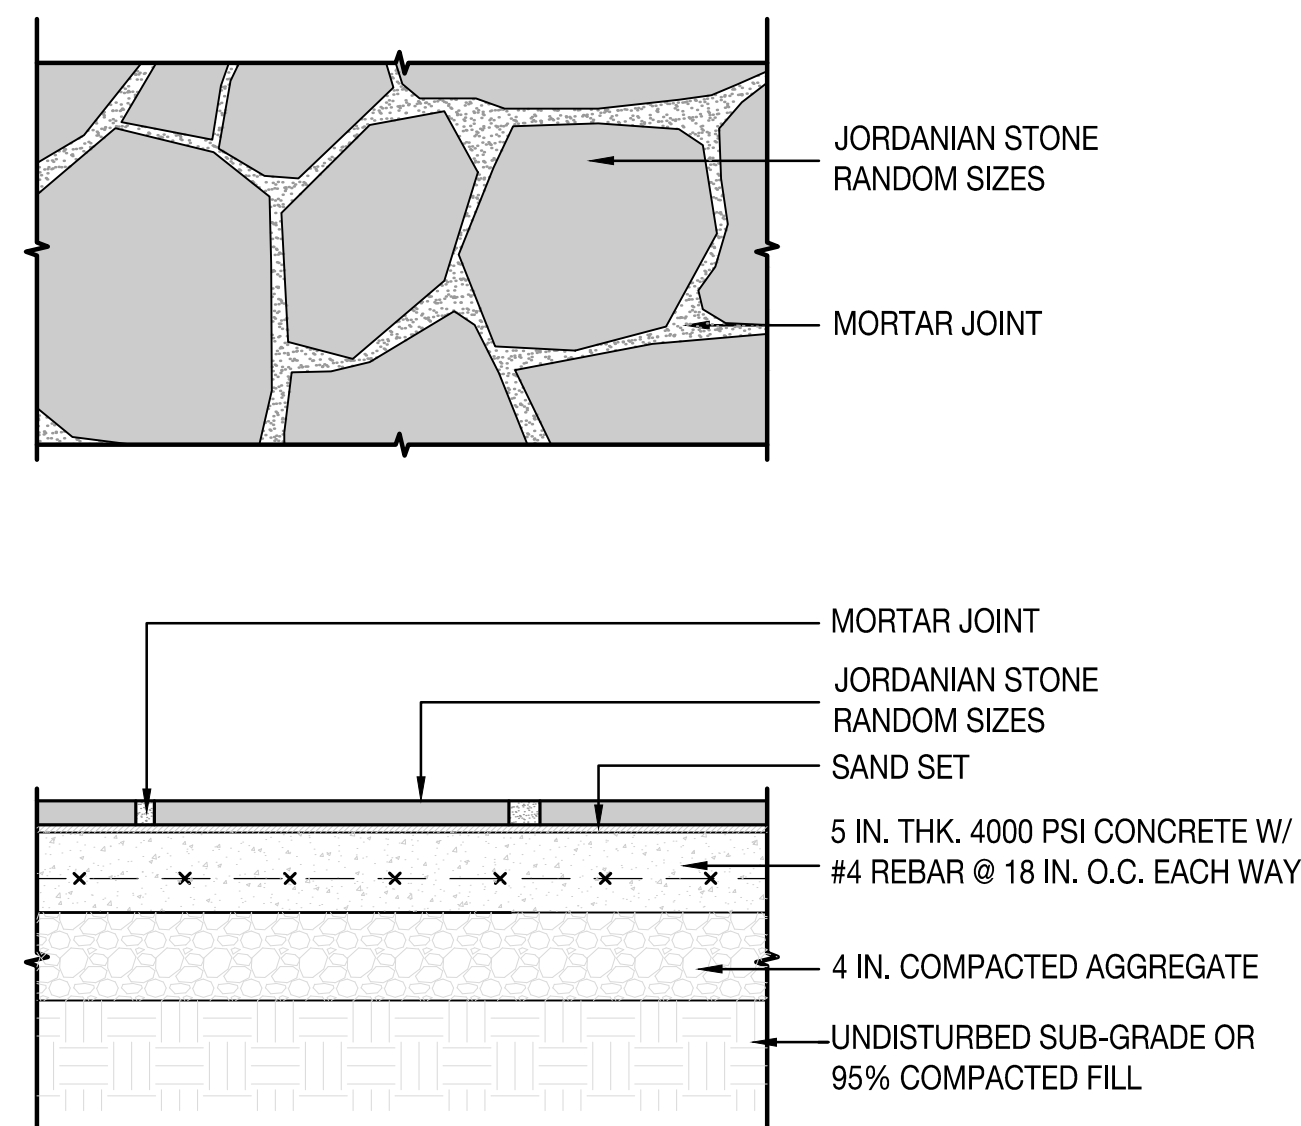 JORDANIAN STONE
RANDOM SIZES
MORTAR JOINT
MORTAR JOINT
JORDANIAN STONE
RANDOM SIZES
SAND SET
5 IN. THK. 4000 PSI CONCRETE W/
#4 REBAR @ 18 IN. O.C. EACH WAY
4 IN. COMPACTED AGGREGATE
UNDISTURBED SUB-GRADE OR
95% COMPACTED FILL